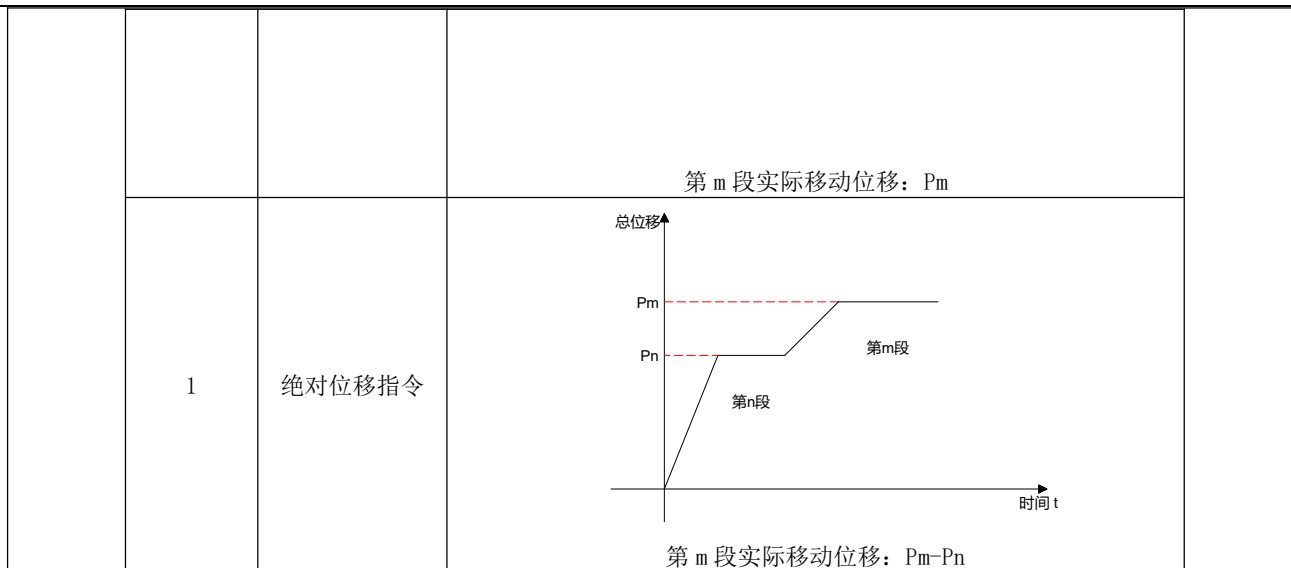 第 m 段实际移动位移：Pm
总位移
Pm
Pn
第m段
第n段
1
绝对位移指令
时间 t
第 m 段实际移动位移：Pm-Pn